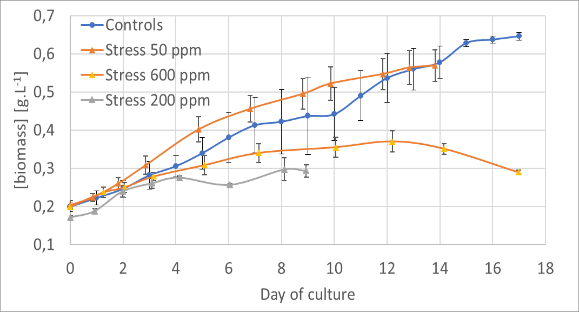 0,7
0,6
0,5
0,4
0,3
0,2
0,1
[biomass] [g.L⁻¹]
Controls
Stress 50 ppm
Stress 600 ppm
Stress 200 ppm
0 2 4 6 8 10 12 14 16 18
Day of culture